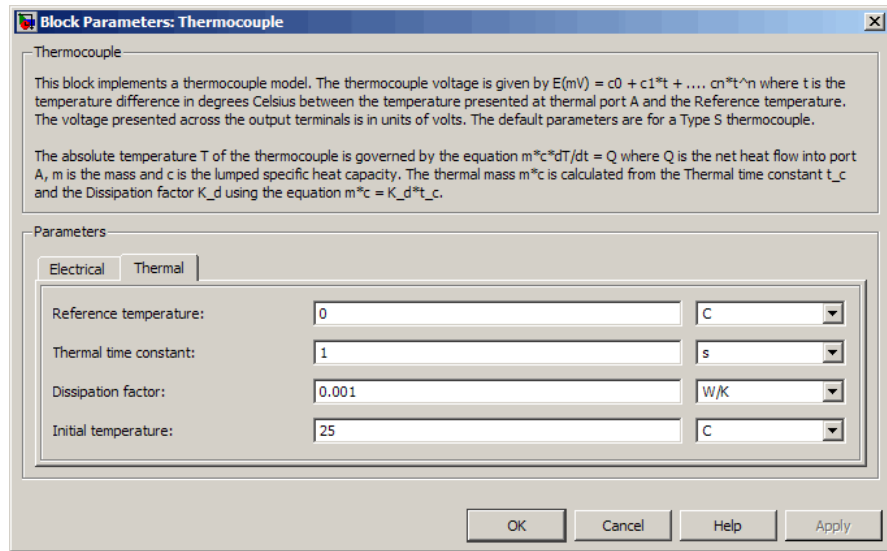 Block Parameters: Thermocouple
Thermocouple
This block implements a thermocouple model. The thermocouple voltage is given by E(mV) = c0 + c1*t + .... cn*t^n where t is the
temperature difference in degrees Celsius between the temperature presented at thermal port A and the Reference temperature.
The voltage presented across the output terminals is in units of volts. The default parameters are for a Type S thermocouple.
The absolute temperature T of the thermocouple is governed by the equation m*c*dT/dt = Q where Q is the net heat flow into port
A, m is the mass and c is the lumped specific heat capacity. The thermal mass m*c is calculated from the Thermal time constant t_c
and the Dissipation factor K_d using the equation m*c = K_d*t_c.
Parameters
Electrical Thermal
Reference temperature: 0 C
Thermal time constant: 1 s
Dissipation factor: 0.001 W/K
Initial temperature: 25 C
OK Cancel Help Apply